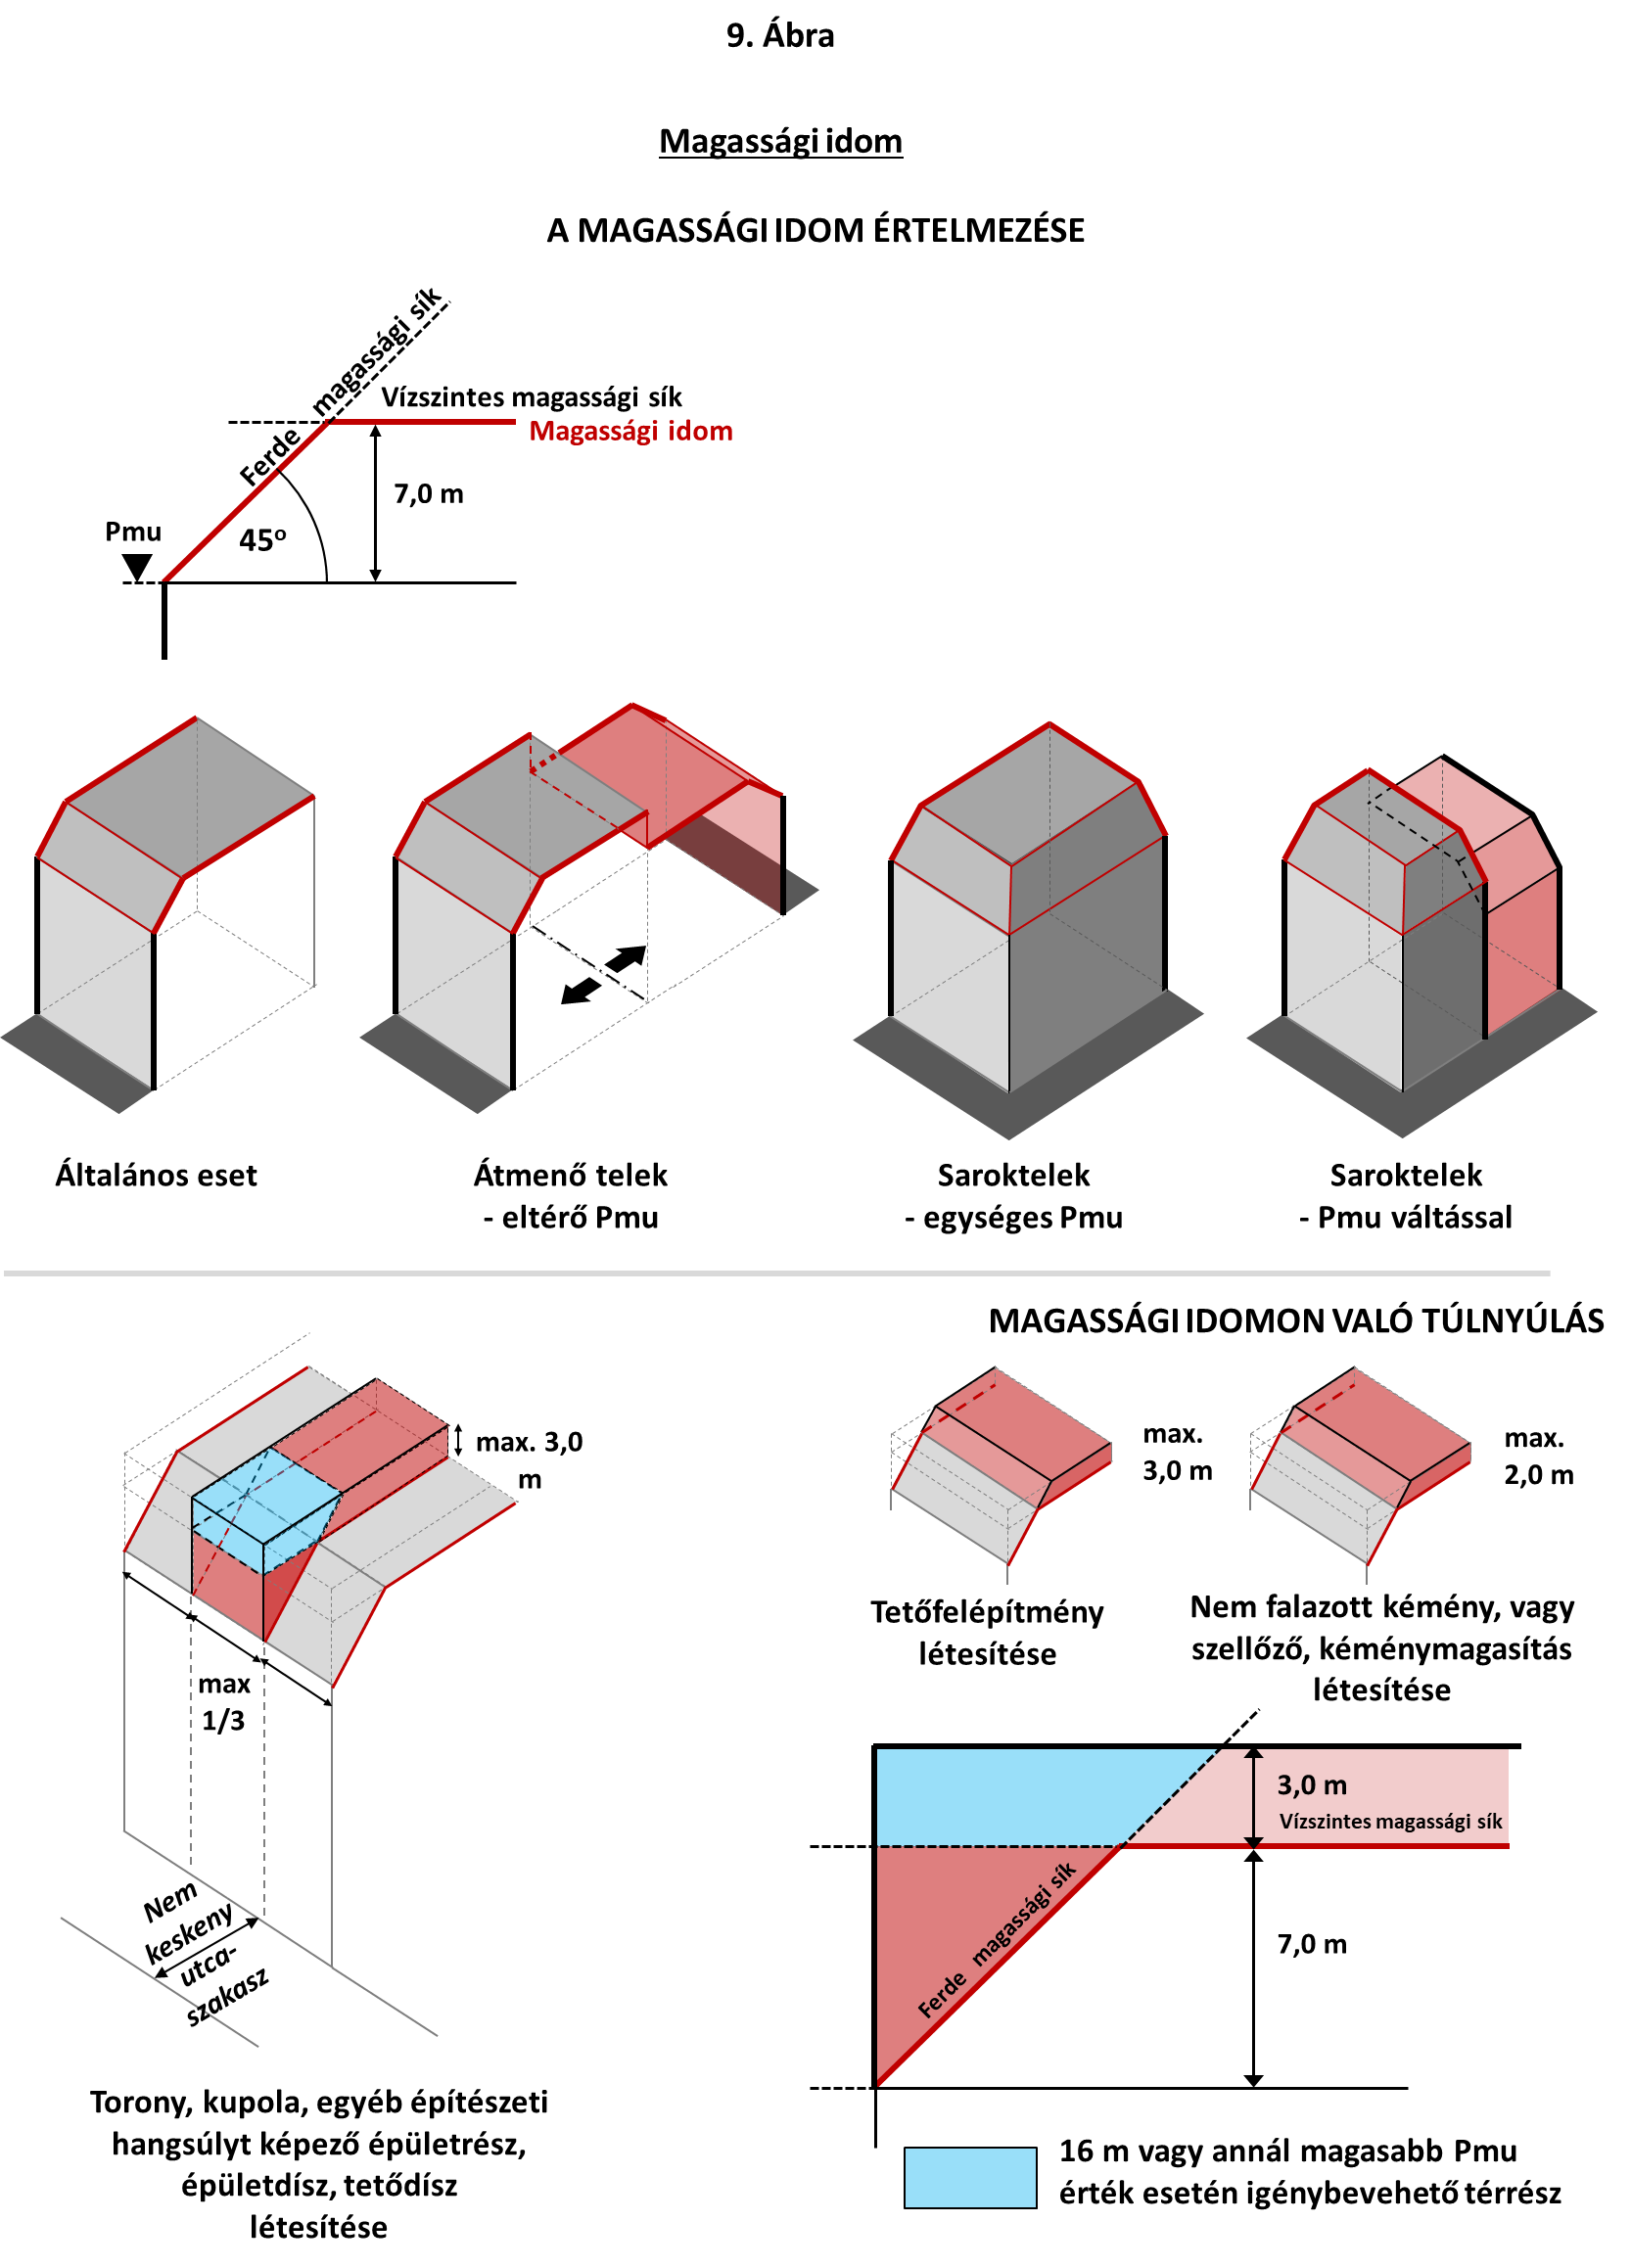 9. Ábra
Magassági idom
A MAGASSÁGI IDOM ÉRTELMEZÉSE
Ferde magassági sík
Vízszintes magassági sík
Magassági idom
7,0 m
Pmu
45º
Általános eset
Átmenő telek
- eltérő Pmu
Saroktelek
- egységes Pmu
Saroktelek
- Pmu váltással
MAGASSÁGI IDOMON VALÓ TÚLNYÚLÁS
max. 3,0
m
max
1/3
Nem
keskeny
utca-
szakasz
Torony, kupola, egyéb építészeti
hangsúlyt képező épületrész,
épületdísz, tetődísz
létesítése
max.
3,0 m
Tetőfelépítmény
létesítése
max.
2,0 m
Nem falazott kémény, vagy
szellőző, kéménymagasítás
létesítése
3,0 m
Vízszintes magassági sík
Ferde magassági sík
7,0 m
16 m vagy annál magasabb Pmu
érték esetén igénybevehető térrész